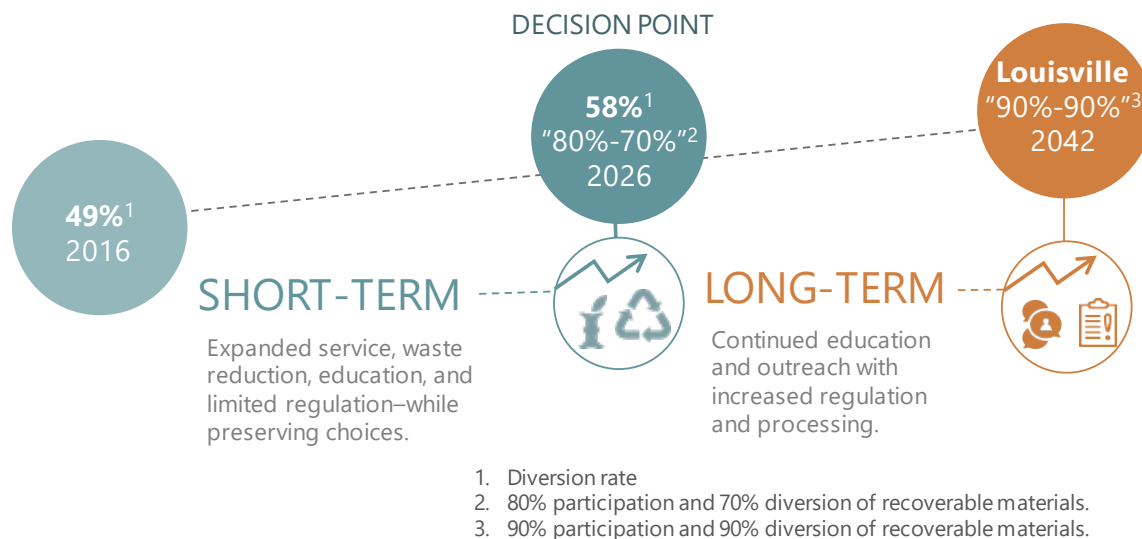 DECISION POINT
49%1
2016
58%1
"80%-70%"2
2026
Louisville
"90%-90%"3
2042
SHORT-TERM
Expanded service, waste
reduction, education, and
limited regulation–while
preserving choices.
LONG-TERM
Continued education
and outreach with
increased regulation
and processing.
1. Diversion rate
2. 80% participation and 70% diversion of recoverable materials.
3. 90% participation and 90% diversion of recoverable materials.